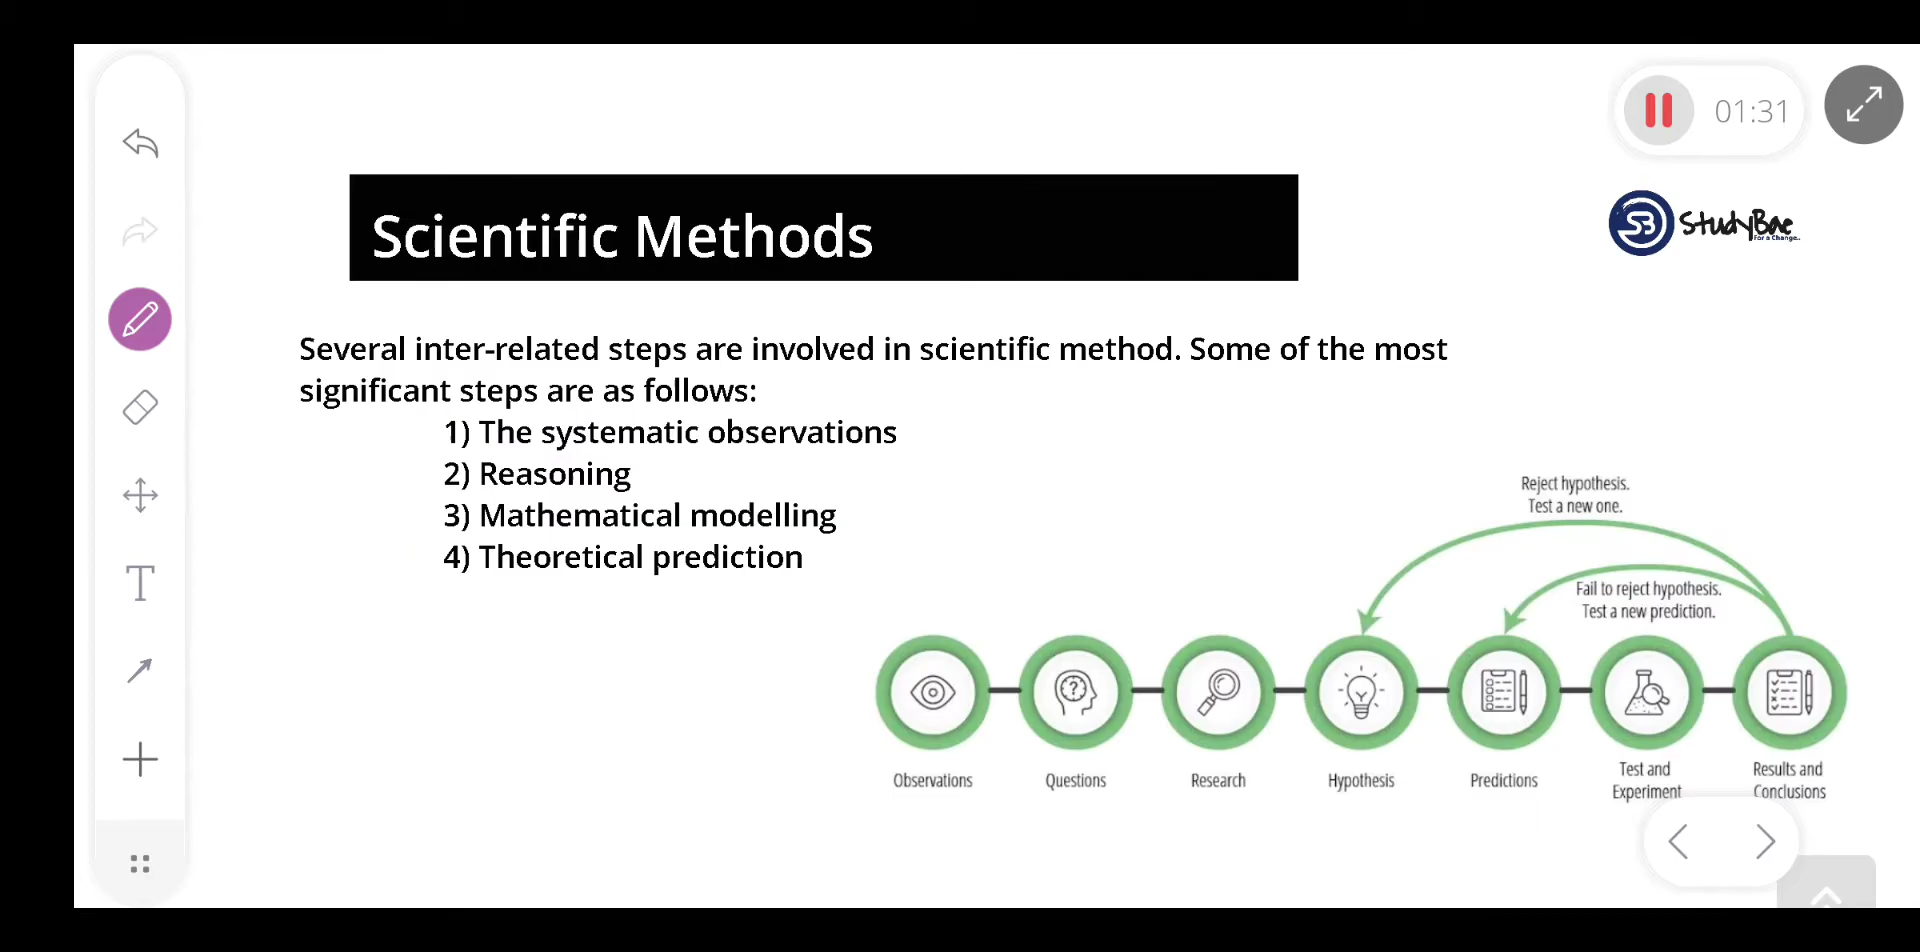 01:31
StudyBae
For a Change..
Scientific Methods
Several inter-related steps are involved in scientific method. Some of the most
significant steps are as follows:
1) The systematic observations
2) Reasoning
3) Mathematical modelling
4) Theoretical prediction
Reject hypothesis.
Test a new one.
Fail to reject hypothesis.
Test a new prediction.
Observations
Questions
Research
Hypothesis
Predictions
Test and
Experiment
Results and
Conclusions